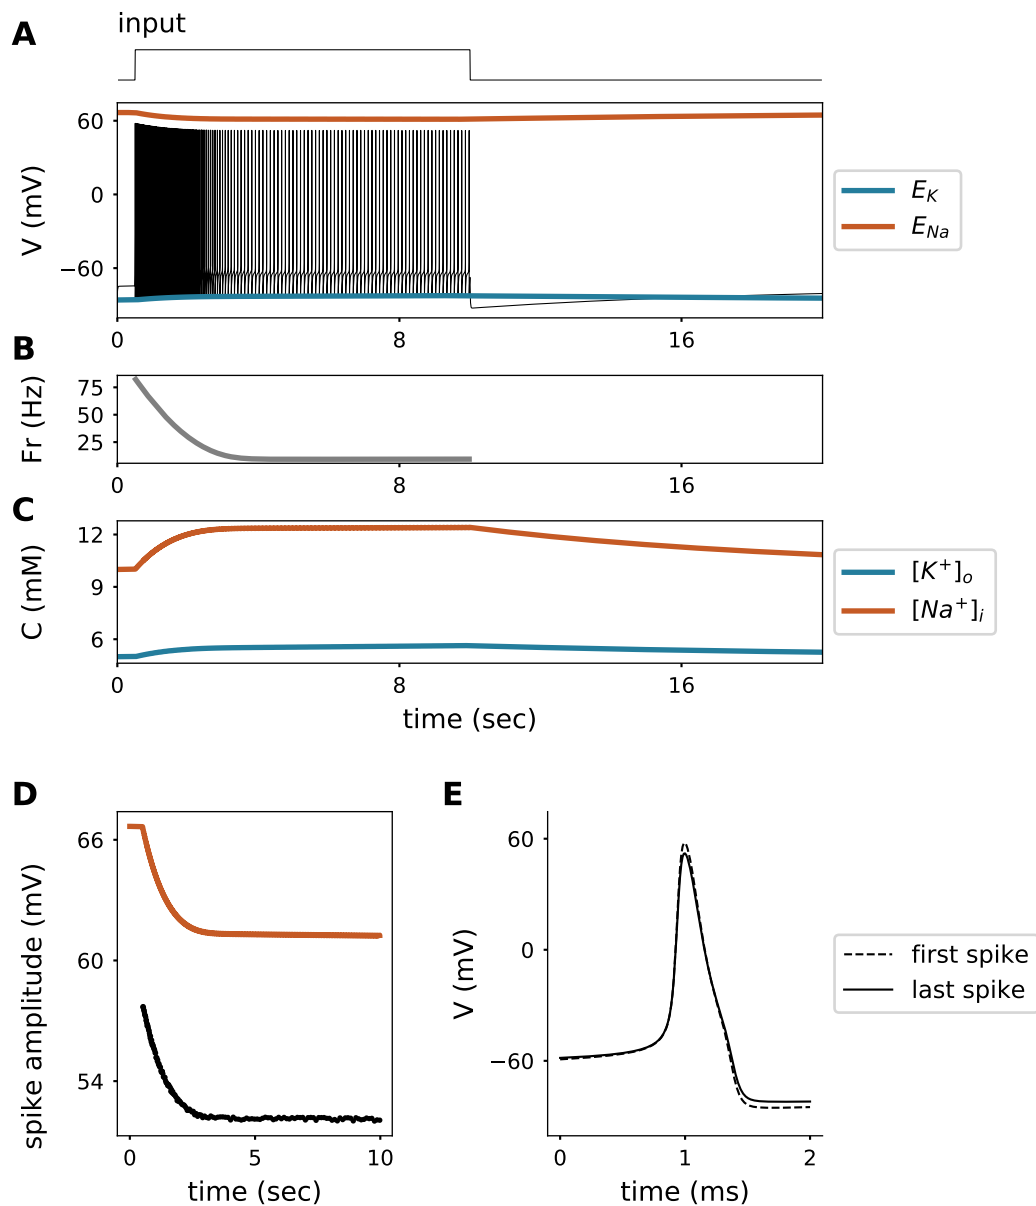 A
input
V (mV)
60
0
−60
0
8
16
E_K
E_Na
B
Fr (Hz)
75
50
25
0
8
16
C
C (mM)
12
9
6
0
8
16
time (sec)
[K⁺]ₒ
[Na⁺]ᵢ
D
spike amplitude (mV)
66
60
54
0
5
10
time (sec)
E
V (mV)
60
0
−60
0
1
2
time (ms)
first spike
last spike